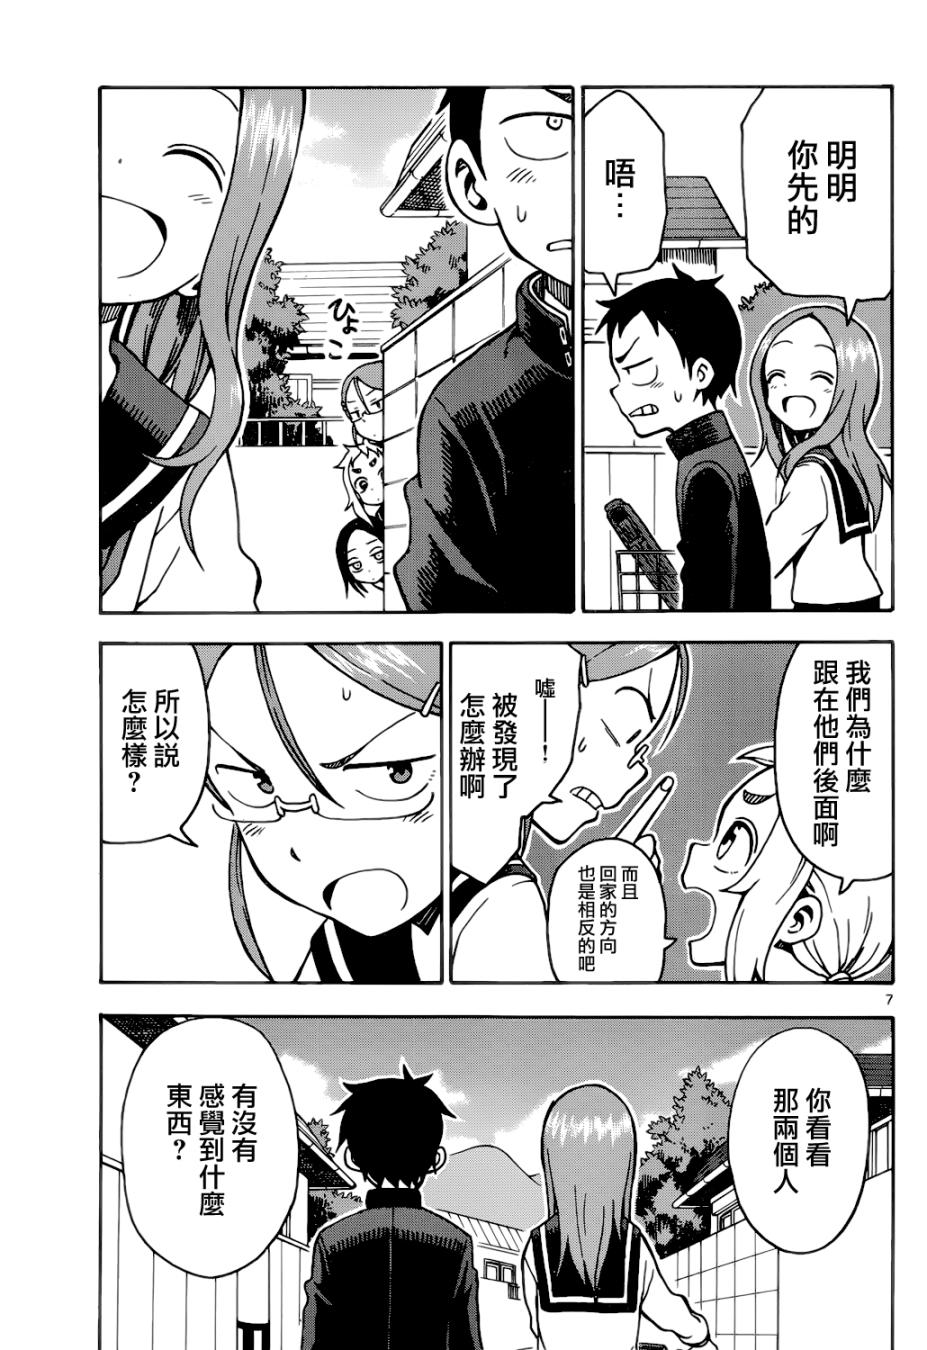 明明
你先的
唔…
ひょこ
我們為什麼
跟在他們後面啊
而且
回家的方向
也是相反的吧
噓——！
被發現了
怎麼辦啊
所以說
怎麼樣？
7
你看看
那兩個人
有沒有
感覺到什麼
東西？